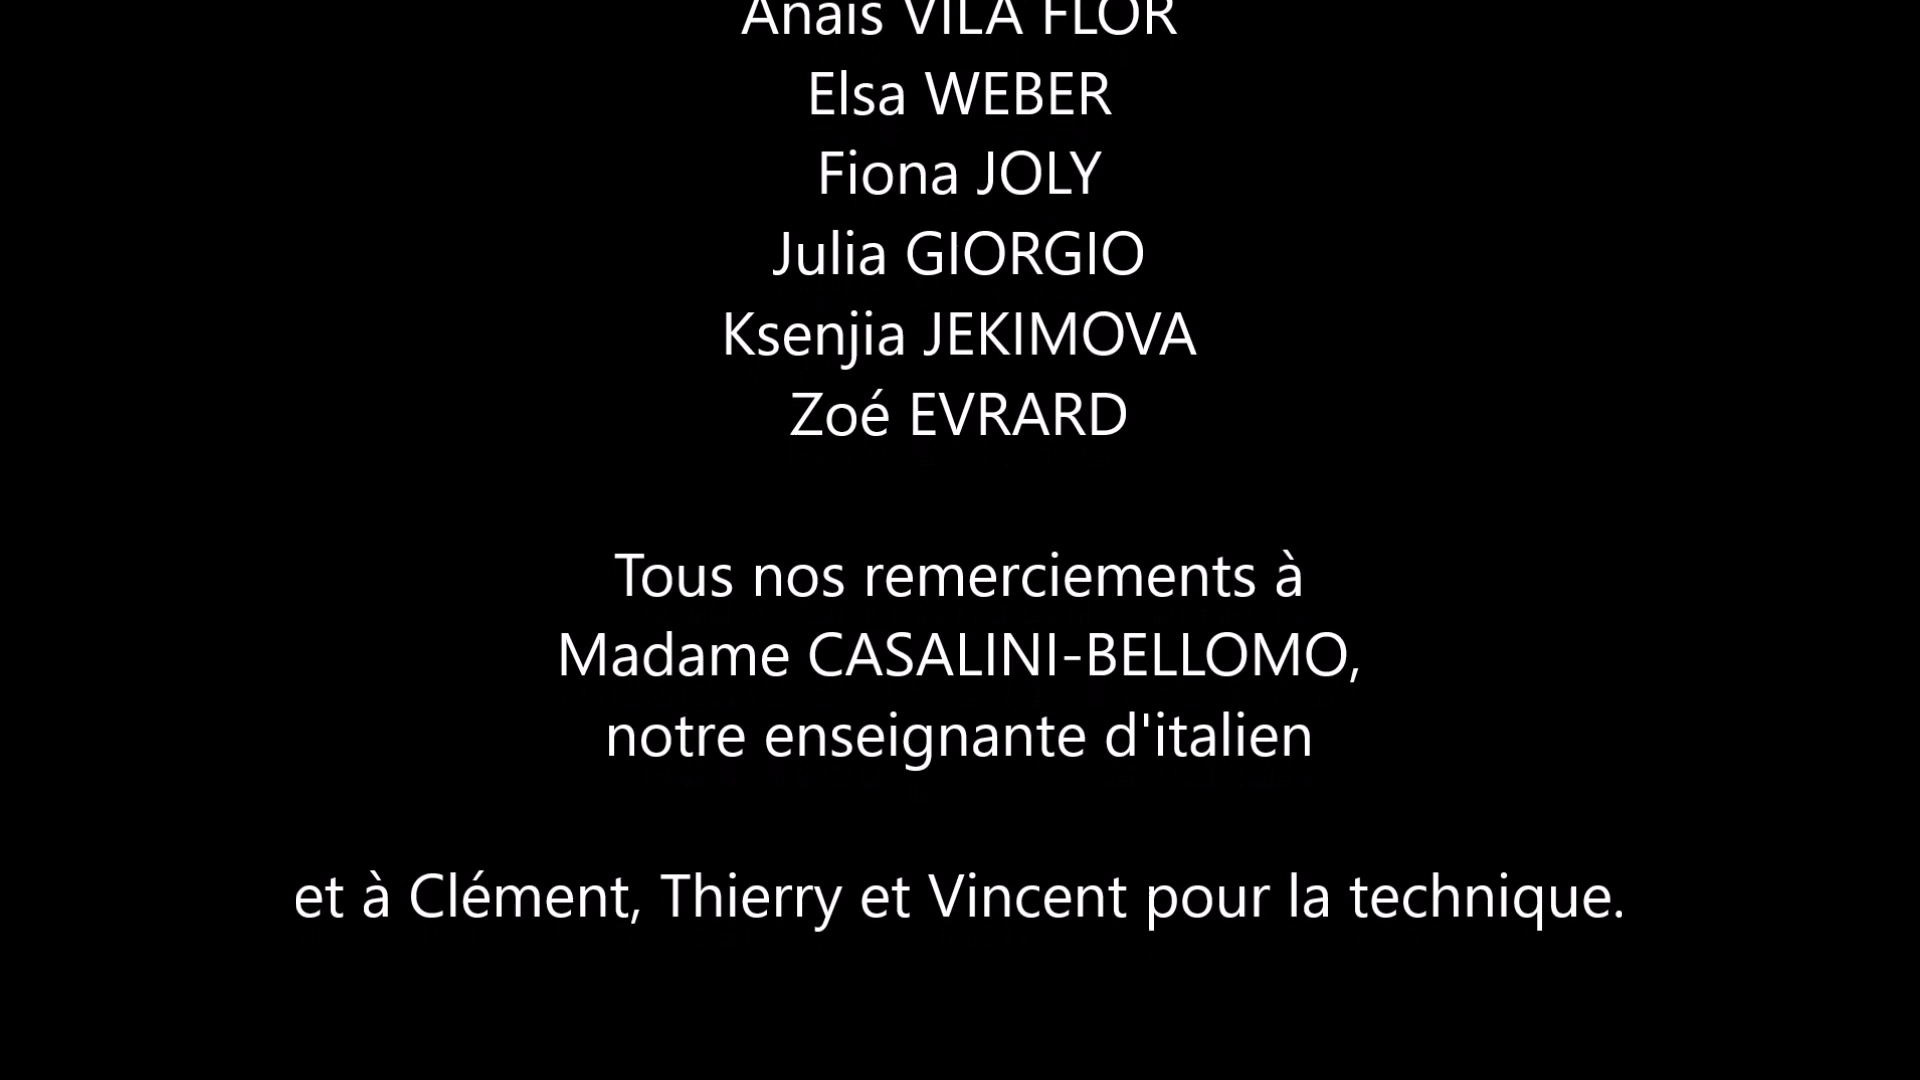 Anaïs VILA FLOR
Elsa WEBER
Fiona JOLY
Julia GIORGIO
Ksenjia JEKIMOVA
Zoé EVRARD
Tous nos remerciements à
Madame CASALINI-BELLOMO,
notre enseignante d'italien
et à Clément, Thierry et Vincent pour la technique.